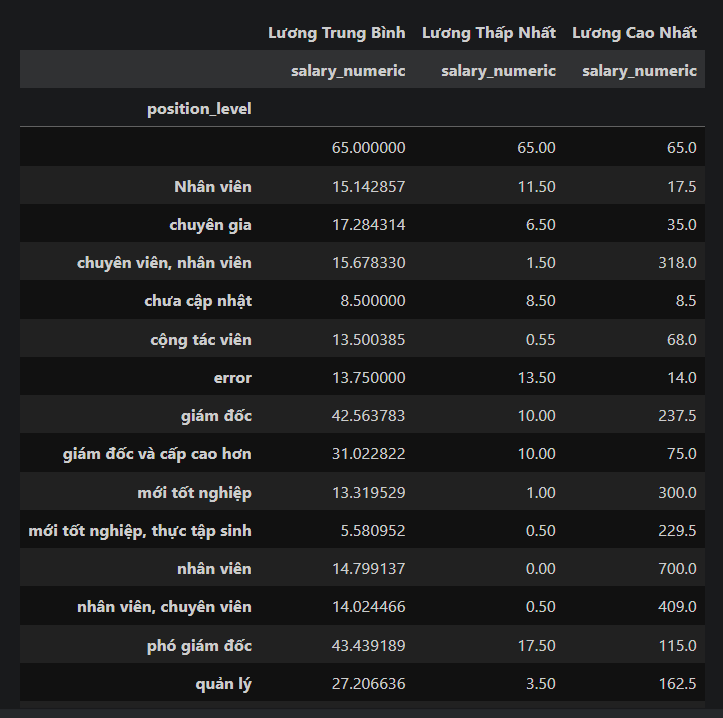 Lương Trung Bình Lương Thấp Nhất Lương Cao Nhất
salary_numeric salary_numeric salary_numeric
position_level
65.000000 65.00 65.0
Nhân viên 15.142857 11.50 17.5
chuyên gia 17.284314 6.50 35.0
chuyên viên, nhân viên 15.678330 1.50 318.0
chưa cập nhật 8.500000 8.50 8.5
cộng tác viên 13.500385 0.55 68.0
error 13.750000 13.50 14.0
giám đốc 42.563783 10.00 237.5
giám đốc và cấp cao hơn 31.022822 10.00 75.0
mới tốt nghiệp 13.319529 1.00 300.0
mới tốt nghiệp, thực tập sinh 5.580952 0.50 229.5
nhân viên 14.799137 0.00 700.0
nhân viên, chuyên viên 14.024466 0.50 409.0
phó giám đốc 43.439189 17.50 115.0
quản lý 27.206636 3.50 162.5